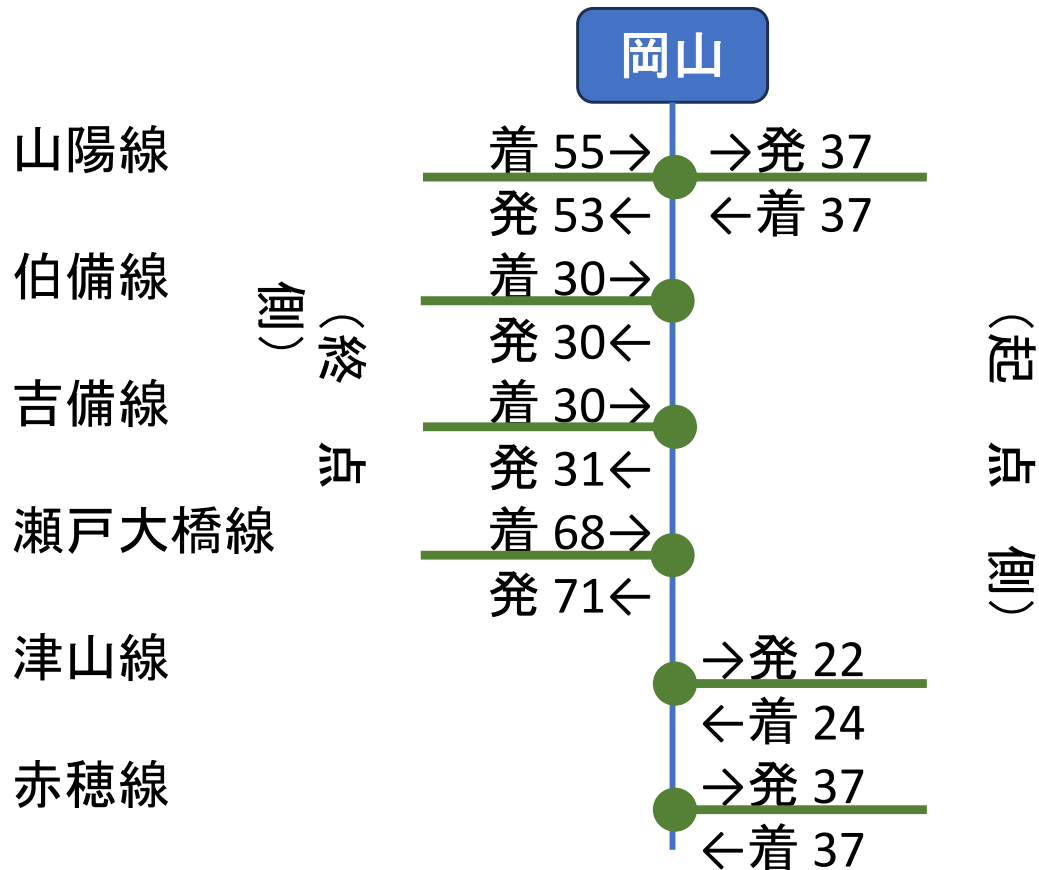 岡山
山陽線
着 55→
→発 37
発 53←
←着 37
伯備線
着 30→
発 30←
吉備線
着 30→
発 31←
瀬戸大橋線
着 68→
発 71←
津山線
→発 22
←着 24
赤穂線
→発 37
←着 37
（終点
側）
（起点側）